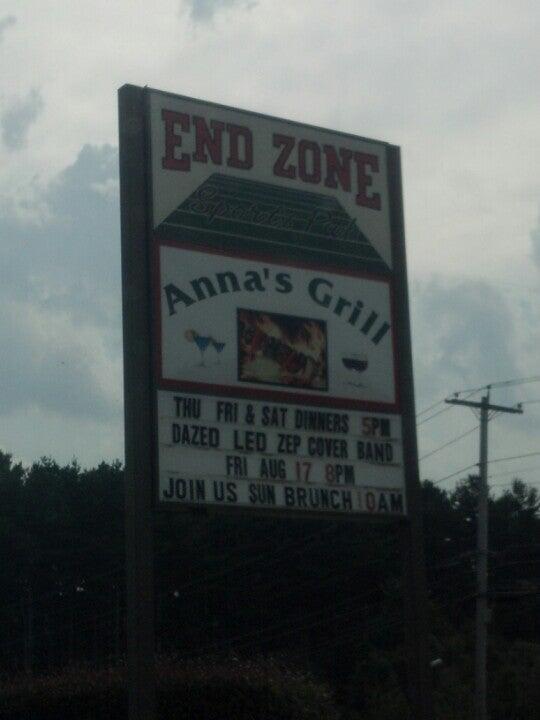 END ZONE
Sports Pub
Anna's Grill
THU FRI & SAT DINNERS 5PM
DAZED LED ZEP COVER BAND
FRI AUG 17 8PM
JOIN US SUN BRUNCH 10AM